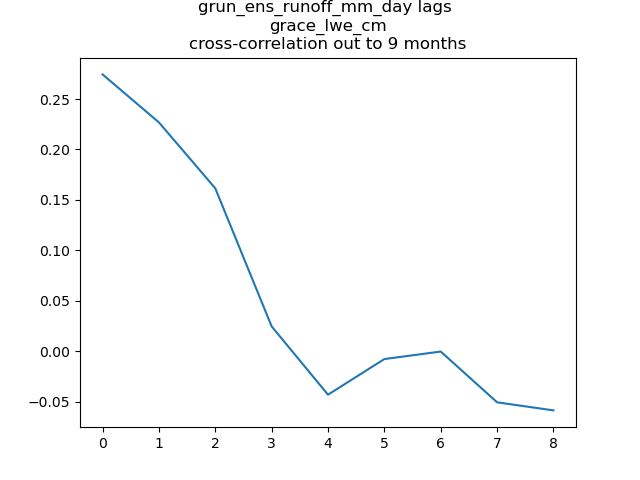 grun_ens_runoff_mm_day lags
grace_lwe_cm
cross-correlation out to 9 months
0.25
0.20
0.15
0.10
0.05
0.00
−0.05
0 1 2 3 4 5 6 7 8